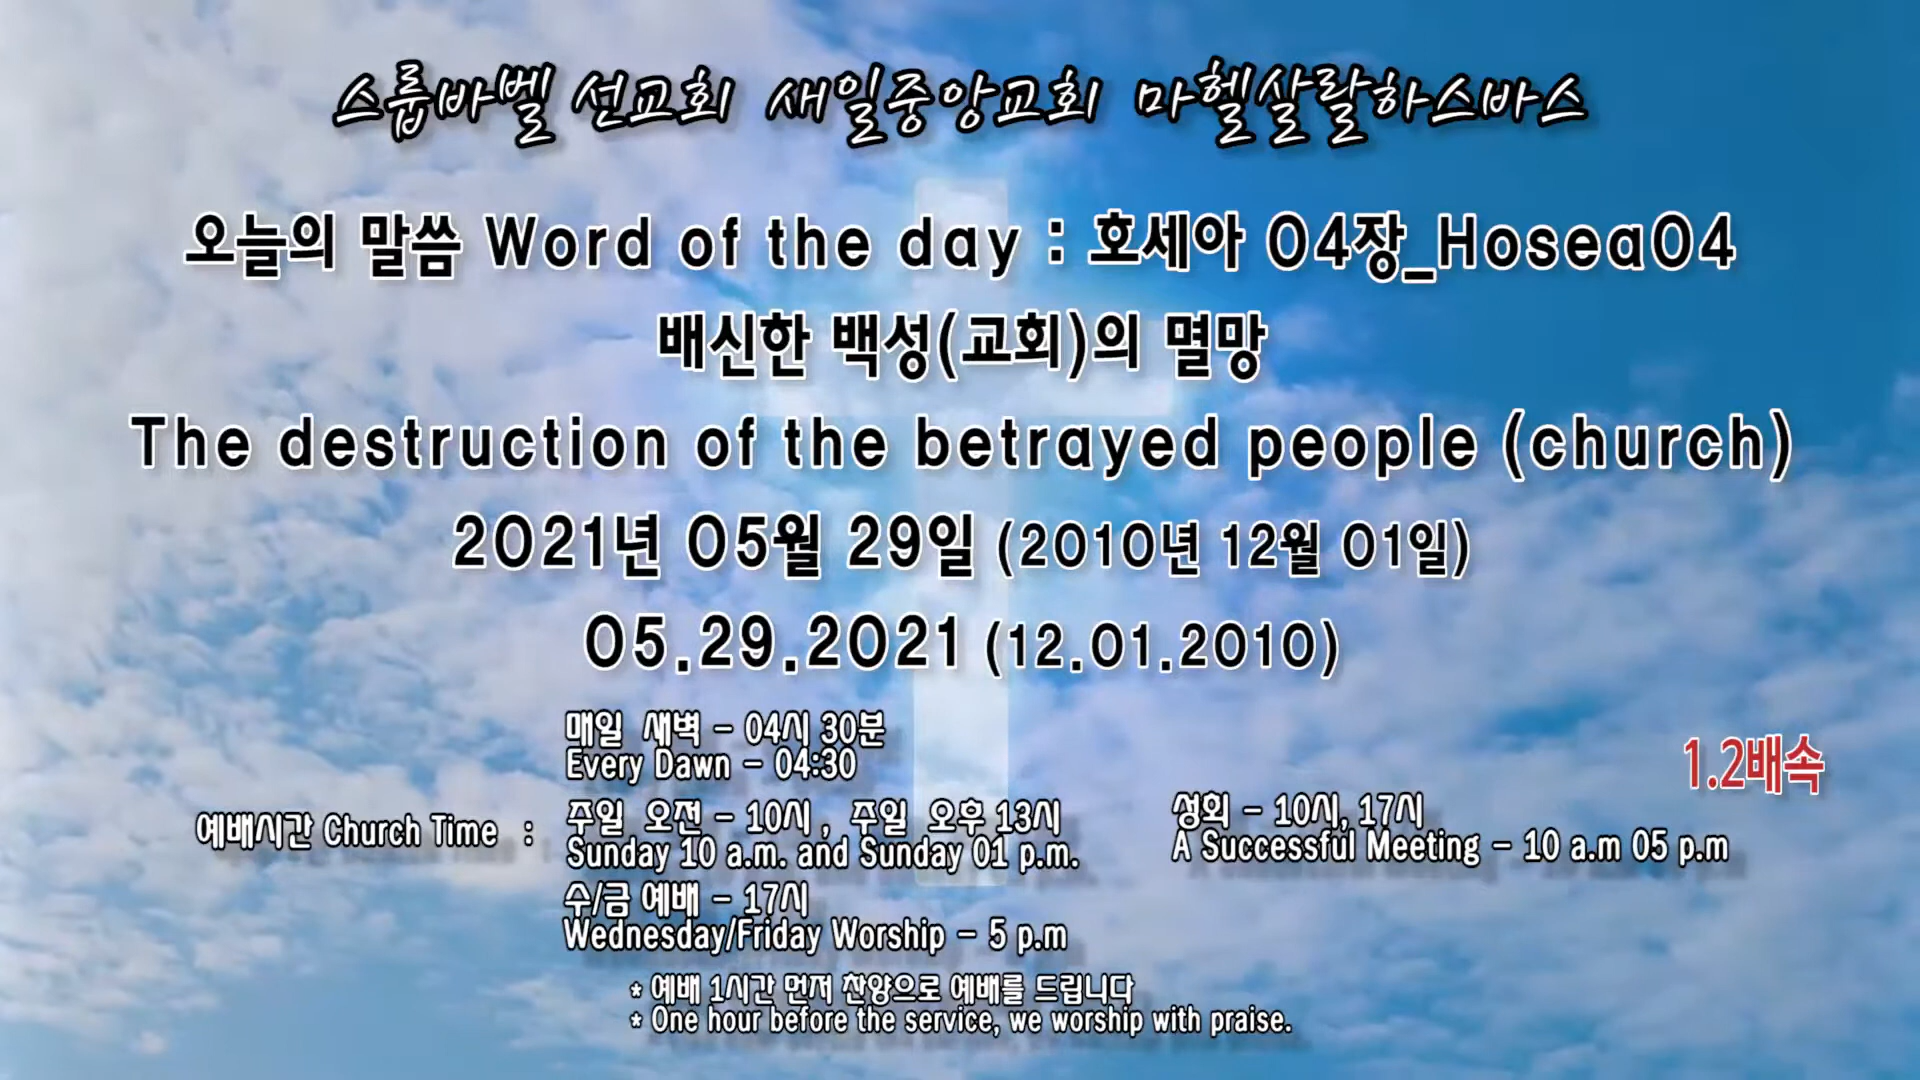 스룹바벨 선교회 새일중앙교회 마헬살랄하스바스
오늘의 말씀 Word of the day : 호세아 04장_Hosea04
배신한 백성(교회)의 멸망
The destruction of the betrayed people (church)
2021년 05월 29일 (2010년 12월 01일)
05.29.2021 (12.01.2010)
1.2배속
예배시간 Church Time :
매일 새벽 - 04시 30분
Every Dawn - 04:30
주일 오전 - 10시 , 주일 오후 13시
Sunday 10 a.m. and Sunday 01 p.m.
수/금 예배 - 17시
Wednesday/Friday Worship - 5 p.m
성회 - 10시, 17시
A Successful Meeting - 10 a.m 05 p.m
* 예배 1시간 먼저 찬양으로 예배를 드립니다
* One hour before the service, we worship with praise.